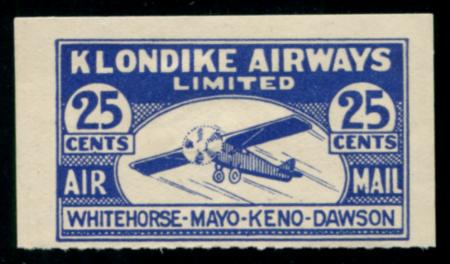 KLONDIKE AIRWAYS
LIMITED
25 CENTS 25 CENTS
AIR MAIL
WHITEHORSE-MAYO-KENO-DAWSON